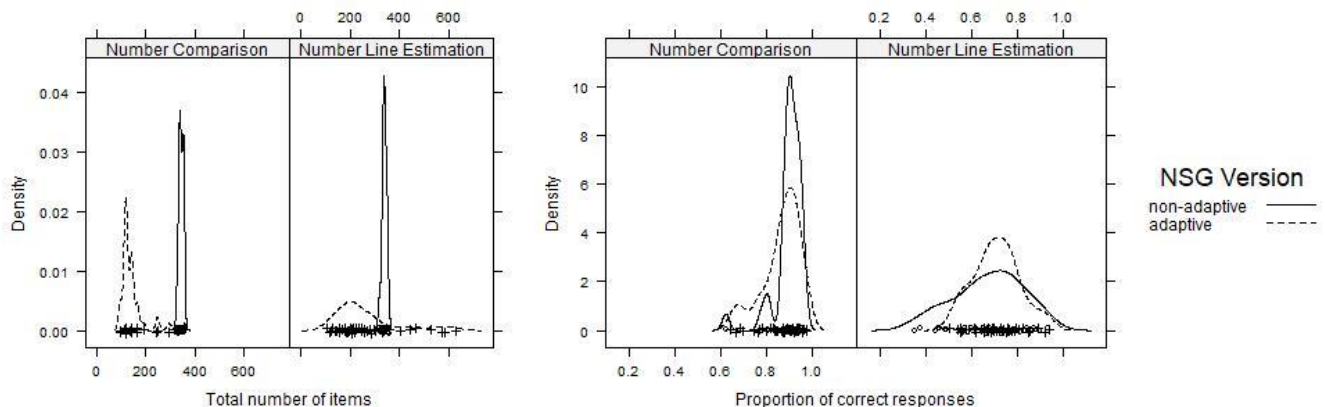 0 200 400 600
0.2 0.4 0.6 0.8 1.0
Number Comparison Number Line Estimation
Number Comparison Number Line Estimation
0.04
0.03
0.02
0.01
0.00
Density
0 200 400 600
Total number of items
10
8
6
4
2
0
Density
0.2 0.4 0.6 0.8 1.0
Proportion of correct responses
NSG Version
non-adaptive
adaptive